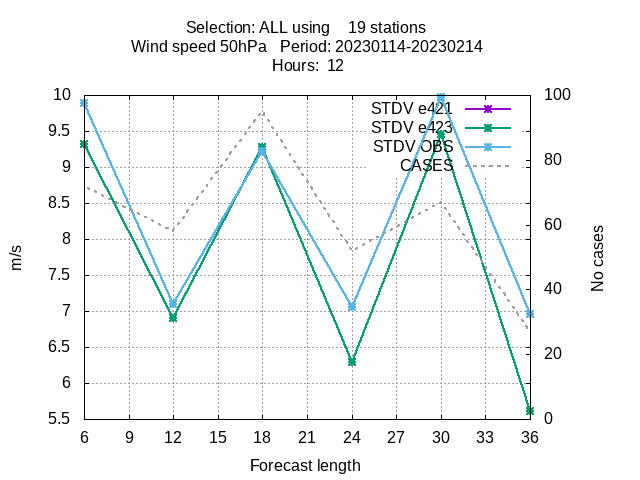 Selection: ALL using    19 stations
Wind speed 50hPa   Period: 20230114-20230214
Hours:  12
10
9.5
9
8.5
8
7.5
7
6.5
6
5.5
m/s
100
80
60
40
20
0
No cases
STDV e421
STDV e423
STDV OBS
CASES
6 9 12 15 18 21 24 27 30 33 36
Forecast length